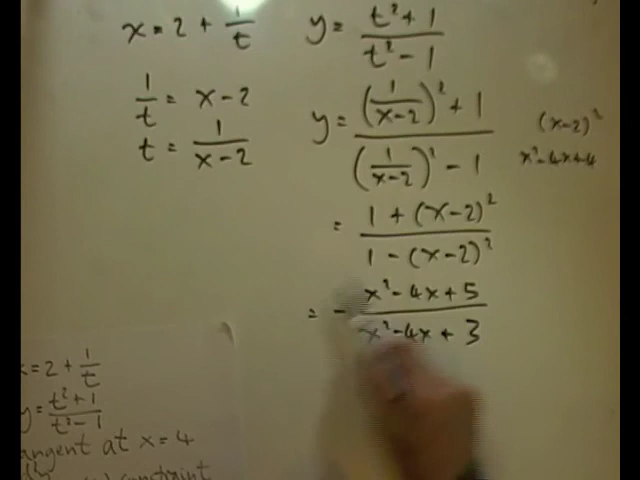 x = 2 + 1/t
y = (t² + 1)/(t² - 1)
1/t = x - 2
t = 1/(x - 2)
y = ((1/(x-2))² + 1)/((1/(x-2))² - 1)
(x-2)²
x² - 4x + 4
= (1 + (x-2)²)/(1 - (x-2)²)
= - (x² - 4x + 5)/(x² - 4x + 3)
= 2 + 1/t
y = (t² + 1)/(t² - 1)
at x = 4
constraint